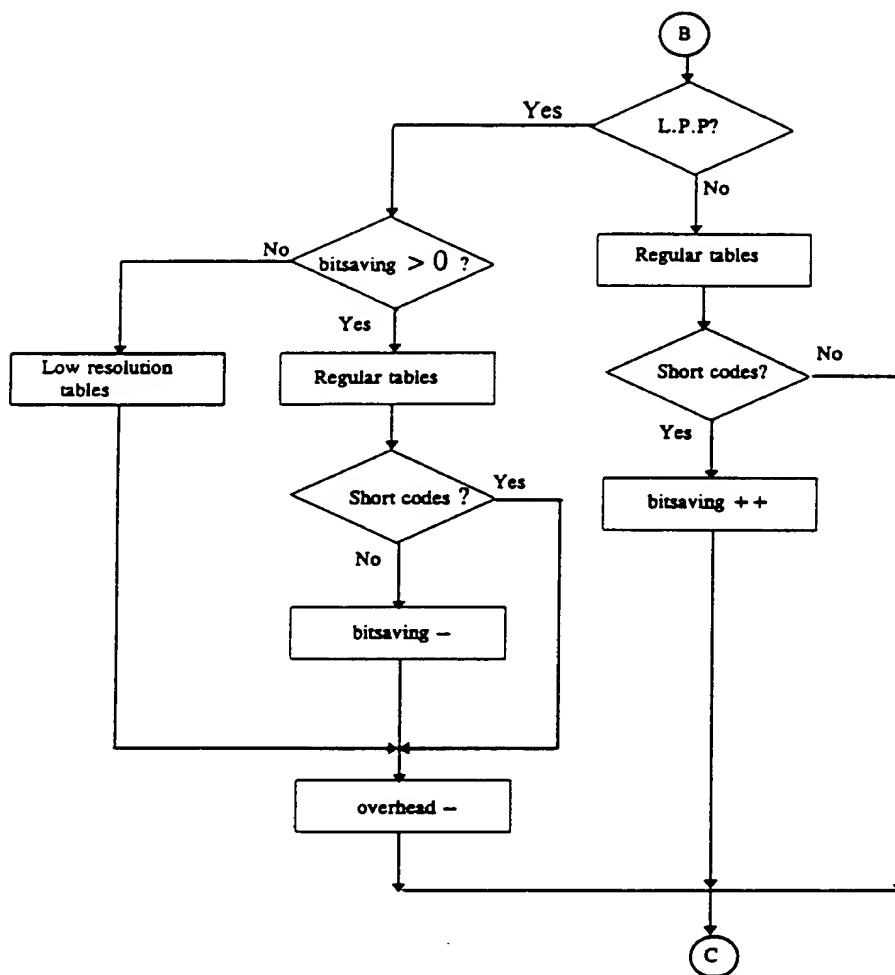 B
Yes
L.P.P?
No
Regular tables
No
bitsaving > 0 ?
Yes
Low resolution
tables
Regular tables
Short codes?
No
Yes
Short codes ?
Yes
bitsaving ++
No
bitsaving –
overhead –
C